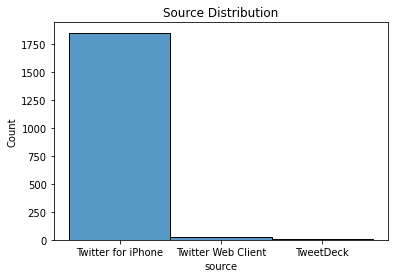 Source Distribution
1750
1500
1250
1000
750
500
250
0
Count
Twitter for iPhone Twitter Web Client TweetDeck
source